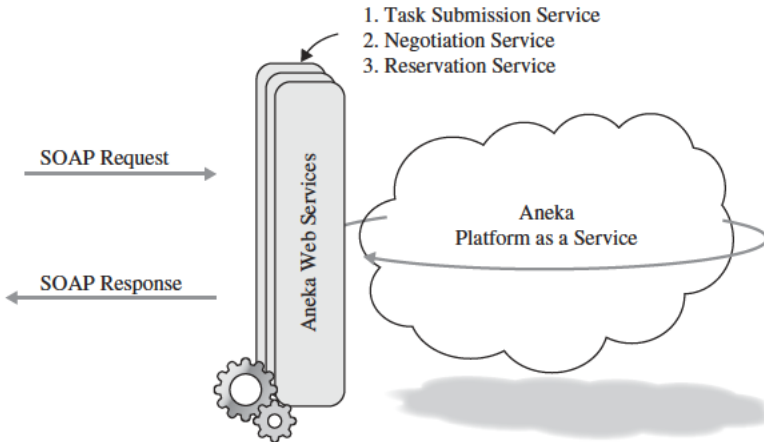 1. Task Submission Service
2. Negotiation Service
3. Reservation Service
SOAP Request
SOAP Response
Aneka Web Services
Aneka
Platform as a Service